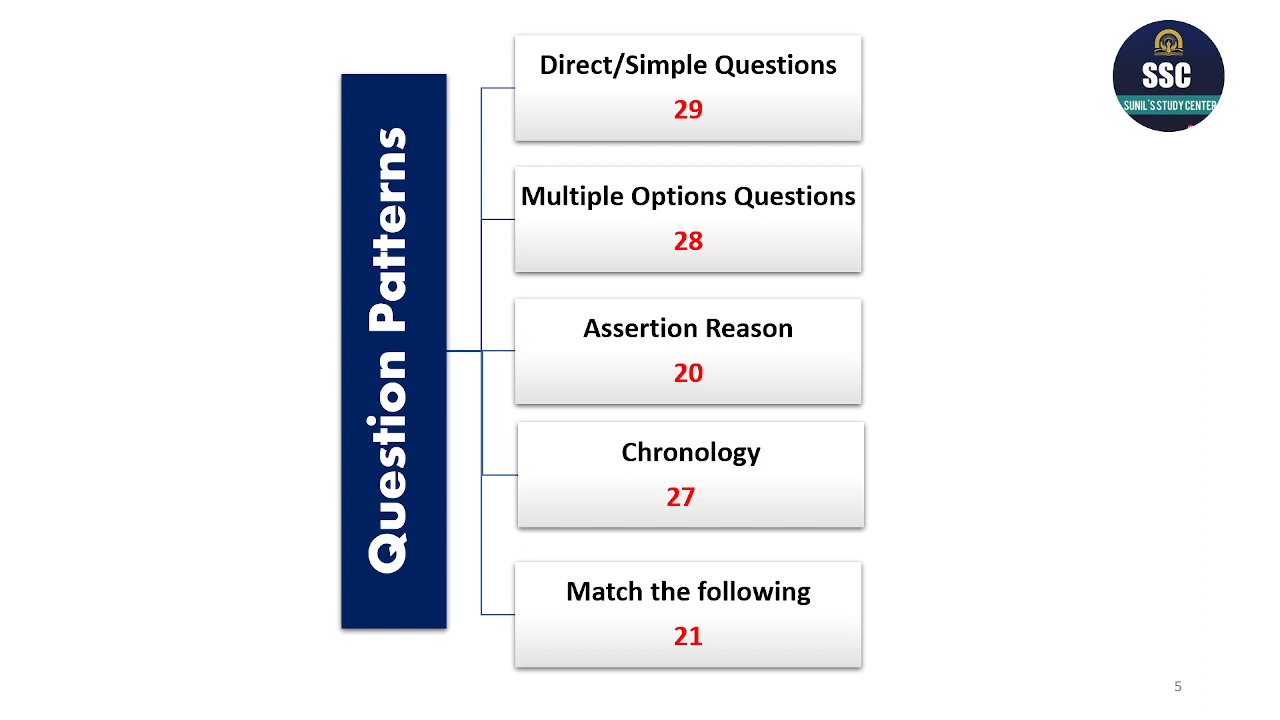 Question Patterns
Direct/Simple Questions
29
Multiple Options Questions
28
Assertion Reason
20
Chronology
27
Match the following
21
SSC
SUNIL'S STUDY CENTER
5